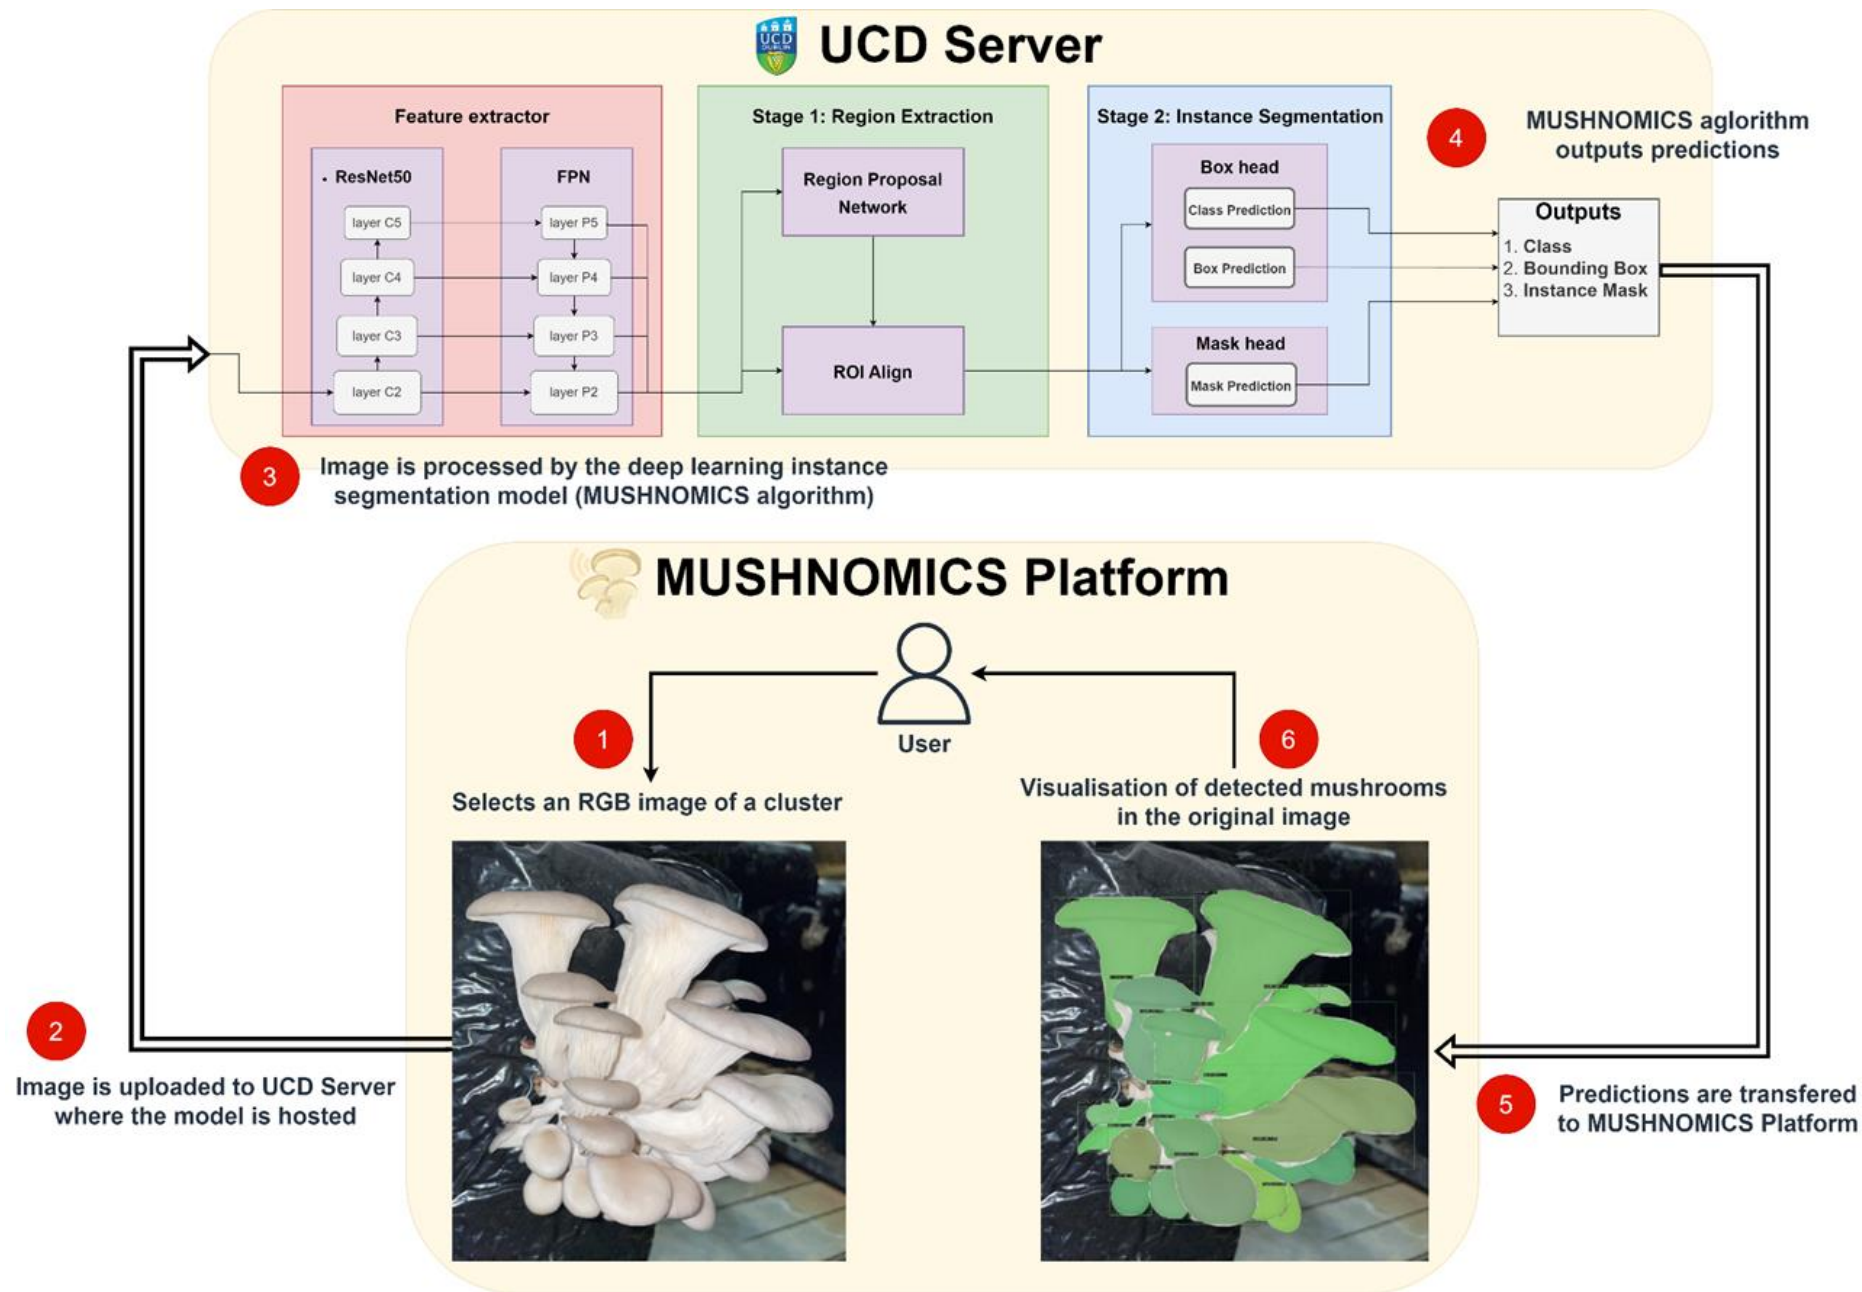 UCD
DUBLIN
UCD Server
Feature extractor
. ResNet50
layer C5
layer C4
layer C3
layer C2
FPN
layer P5
layer P4
layer P3
layer P2
Stage 1: Region Extraction
Region Proposal
Network
ROI Align
Stage 2: Instance Segmentation
Box head
Class Prediction
Box Prediction
Mask head
Mask Prediction
4
MUSHNOMICS aglorithm
outputs predictions
Outputs
1. Class
2. Bounding Box
3. Instance Mask
3
Image is processed by the deep learning instance
segmentation model (MUSHNOMICS algorithm)
MUSHNOMICS Platform
User
1
Selects an RGB image of a cluster
6
Visualisation of detected mushrooms
in the original image
2
Image is uploaded to UCD Server
where the model is hosted
5
Predictions are transfered
to MUSHNOMICS Platform